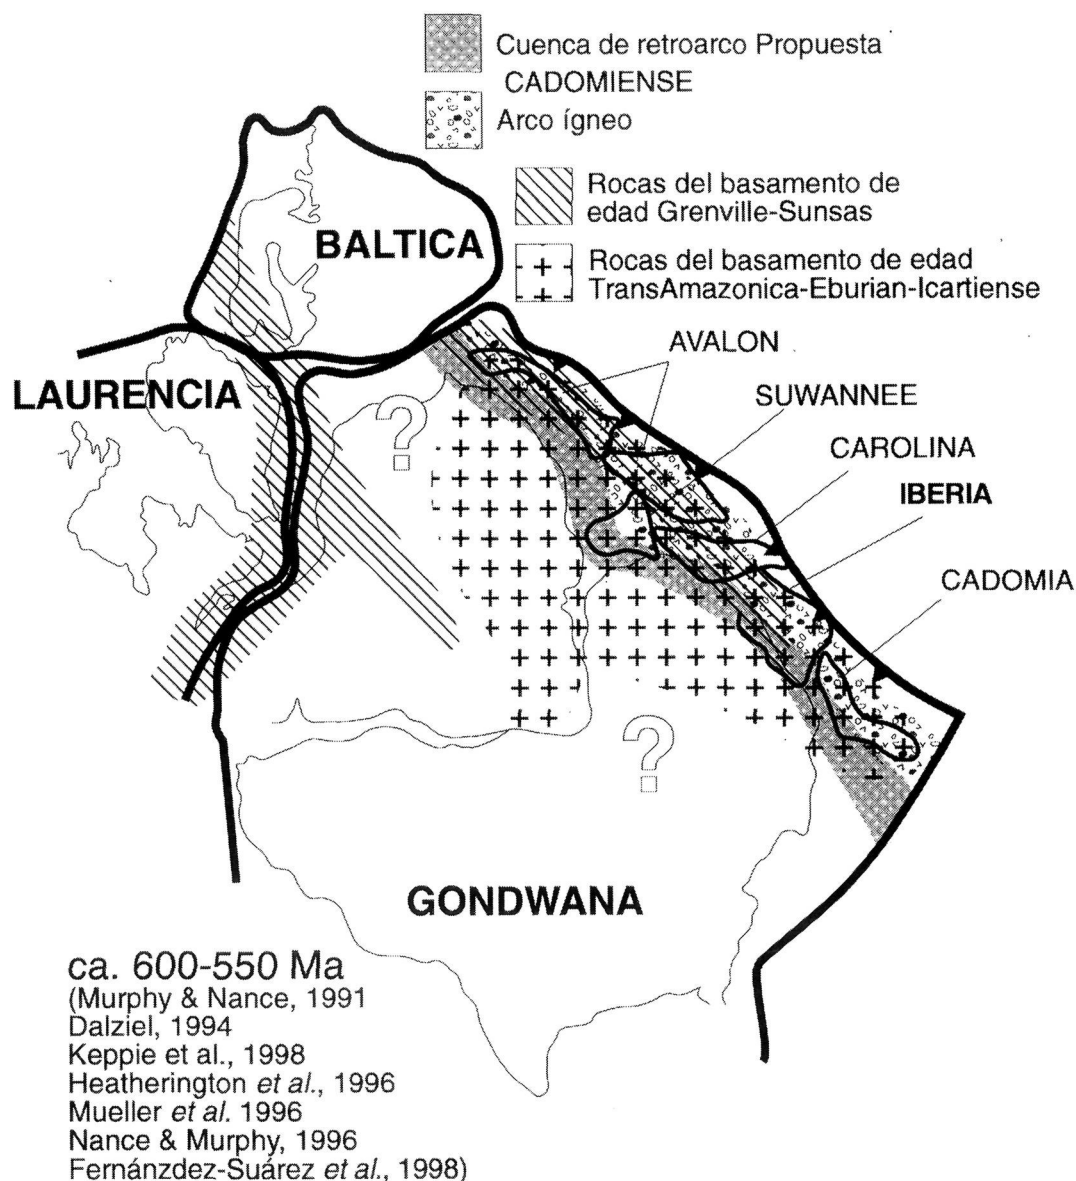 Cuenca de retroarco Propuesta
CADOMIENSE
Arco ígneo
Rocas del basamento de
edad Grenville-Sunsas
Rocas del basamento de edad
TransAmazonica-Eburian-Icartiense
BALTICA
LAURENCIA
AVALON
SUWANNEE
CAROLINA
IBERIA
CADOMIA
?
?
GONDWANA
ca. 600-550 Ma
(Murphy & Nance, 1991
Dalziel, 1994
Keppie et al., 1998
Heatherington et al., 1996
Mueller et al. 1996
Nance & Murphy, 1996
Fernánzdez-Suárez et al., 1998)